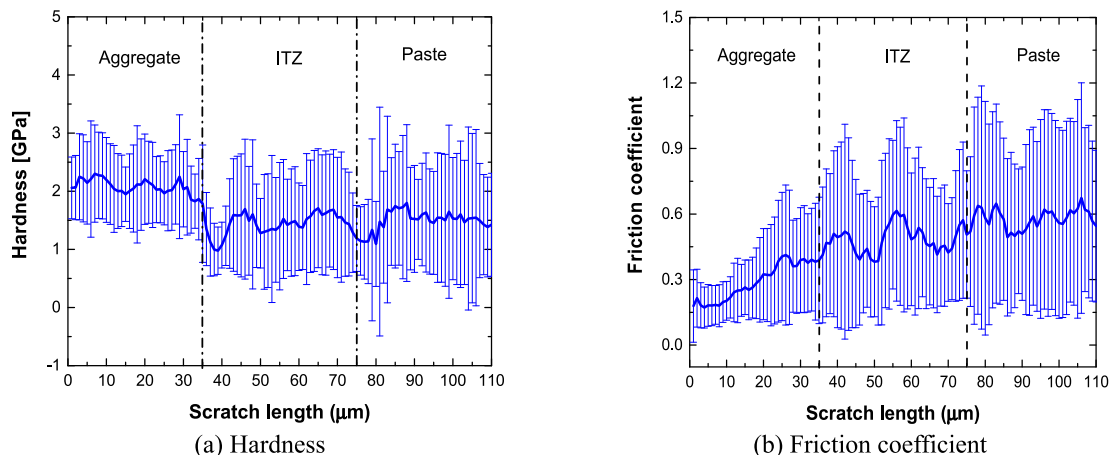 5
4
3
2
1
0
-1
Hardness [GPa]
Aggregate
ITZ
Paste
0 10 20 30 40 50 60 70 80 90 100 110
Scratch length (μm)
(a) Hardness
1.5
1.2
0.9
0.6
0.3
0.0
Friction coefficient
Aggregate
ITZ
Paste
0 10 20 30 40 50 60 70 80 90 100 110
Scratch length (μm)
(b) Friction coefficient